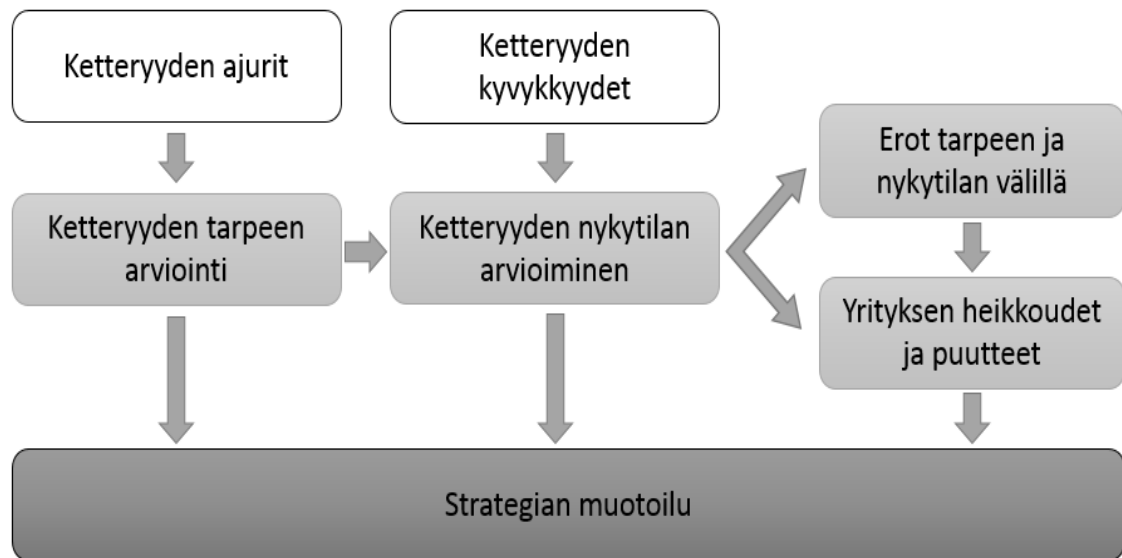 Ketteryyden ajurit
Ketteryyden
kyvykkyydet
Erot tarpeen ja
nykytilan välillä
Ketteryyden tarpeen
arviointi
Ketteryyden nykytilan
arvioiminen
Yrityksen heikkoudet
ja puutteet
Strategian muotoilu